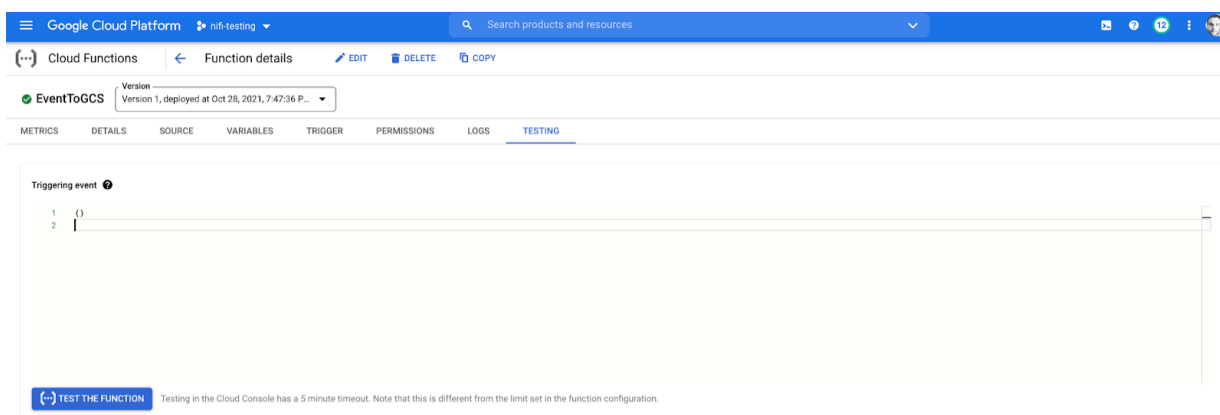 Google Cloud Platform nifi-testing Search products and resources 12
Cloud Functions Function details EDIT DELETE COPY
Version
EventToGCS Version 1, deployed at Oct 28, 2021, 7:47:36 P...
METRICS DETAILS SOURCE VARIABLES TRIGGER PERMISSIONS LOGS TESTING
Triggering event
1 {}
2
TEST THE FUNCTION Testing in the Cloud Console has a 5 minute timeout. Note that this is different from the limit set in the function configuration.